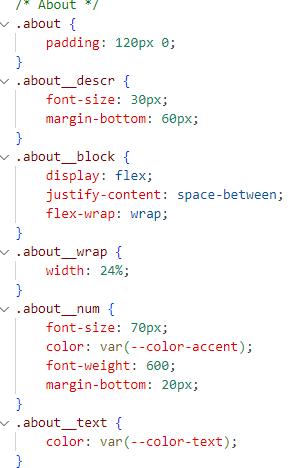 /* About */
.about {
    padding: 120px 0;
}
.about__descr {
    font-size: 30px;
    margin-bottom: 60px;
}
.about__block {
    display: flex;
    justify-content: space-between;
    flex-wrap: wrap;
}
.about__wrap {
    width: 24%;
}
.about__num {
    font-size: 70px;
    color: var(--color-accent);
    font-weight: 600;
    margin-bottom: 20px;
}
.about__text {
    color: var(--color-text);
}